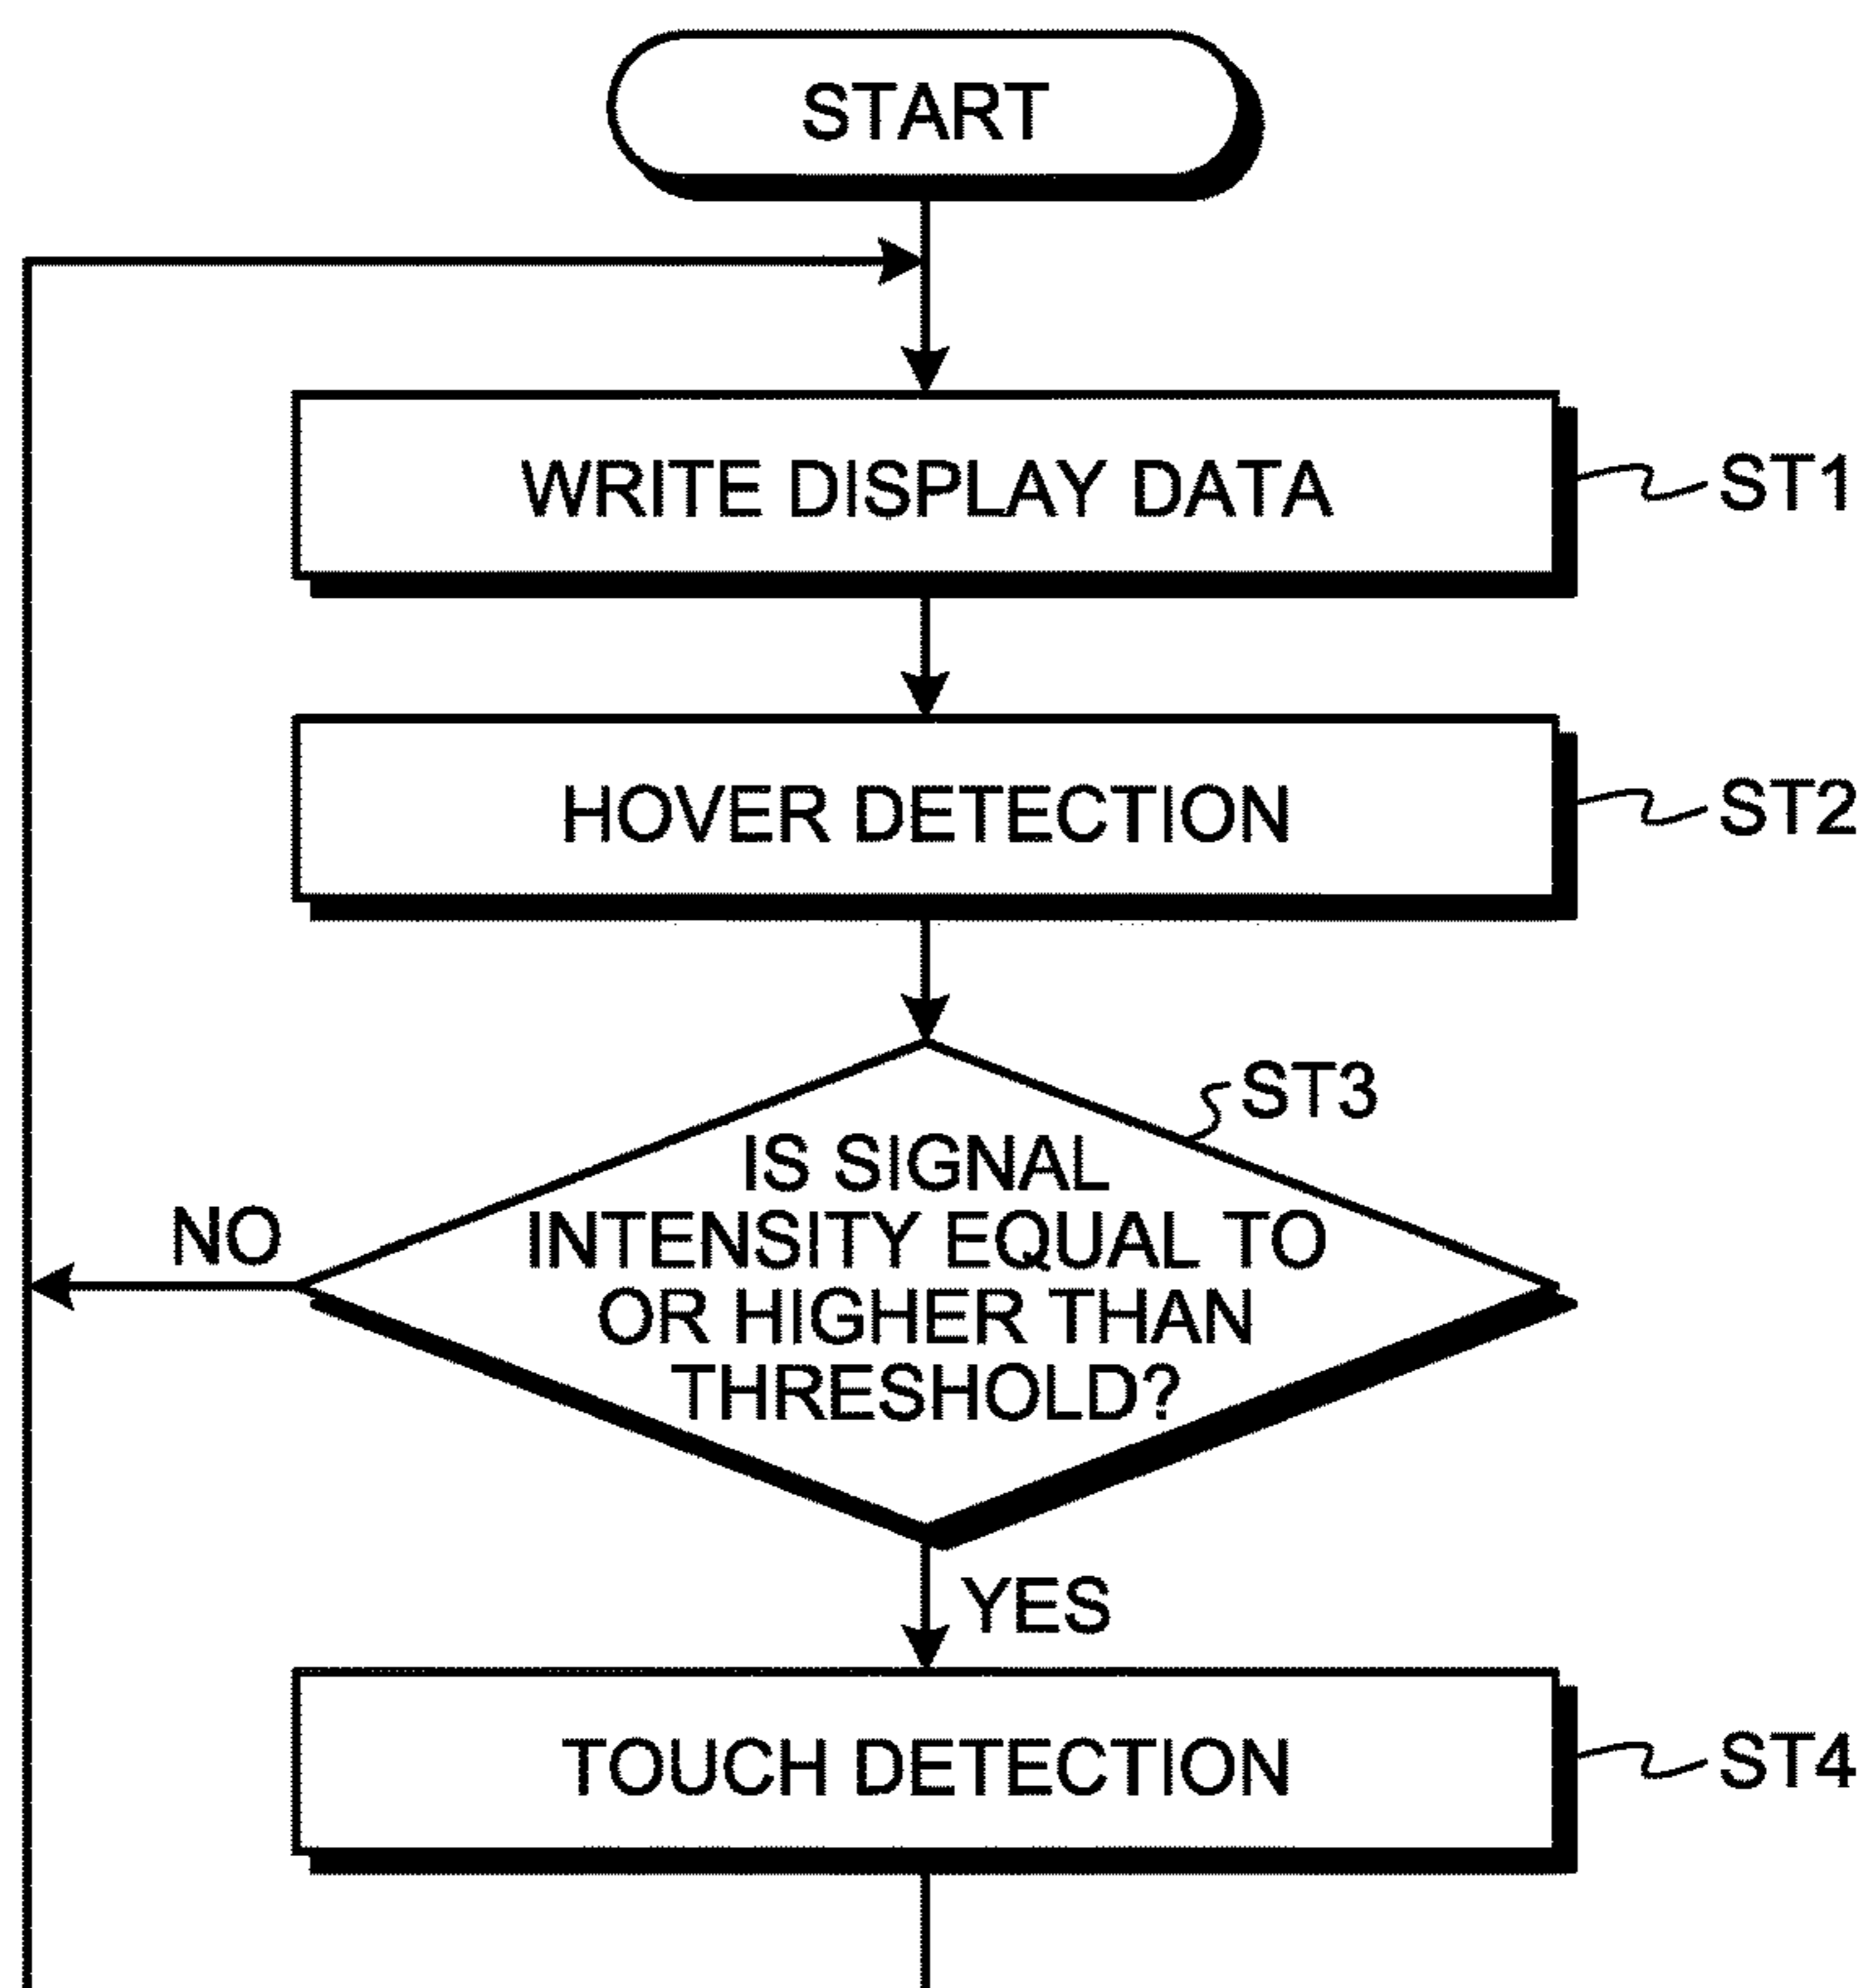 START
WRITE DISPLAY DATA
ST1
HOVER DETECTION
ST2
ST3
IS SIGNAL
INTENSITY EQUAL TO
OR HIGHER THAN
THRESHOLD?
NO
YES
TOUCH DETECTION
ST4